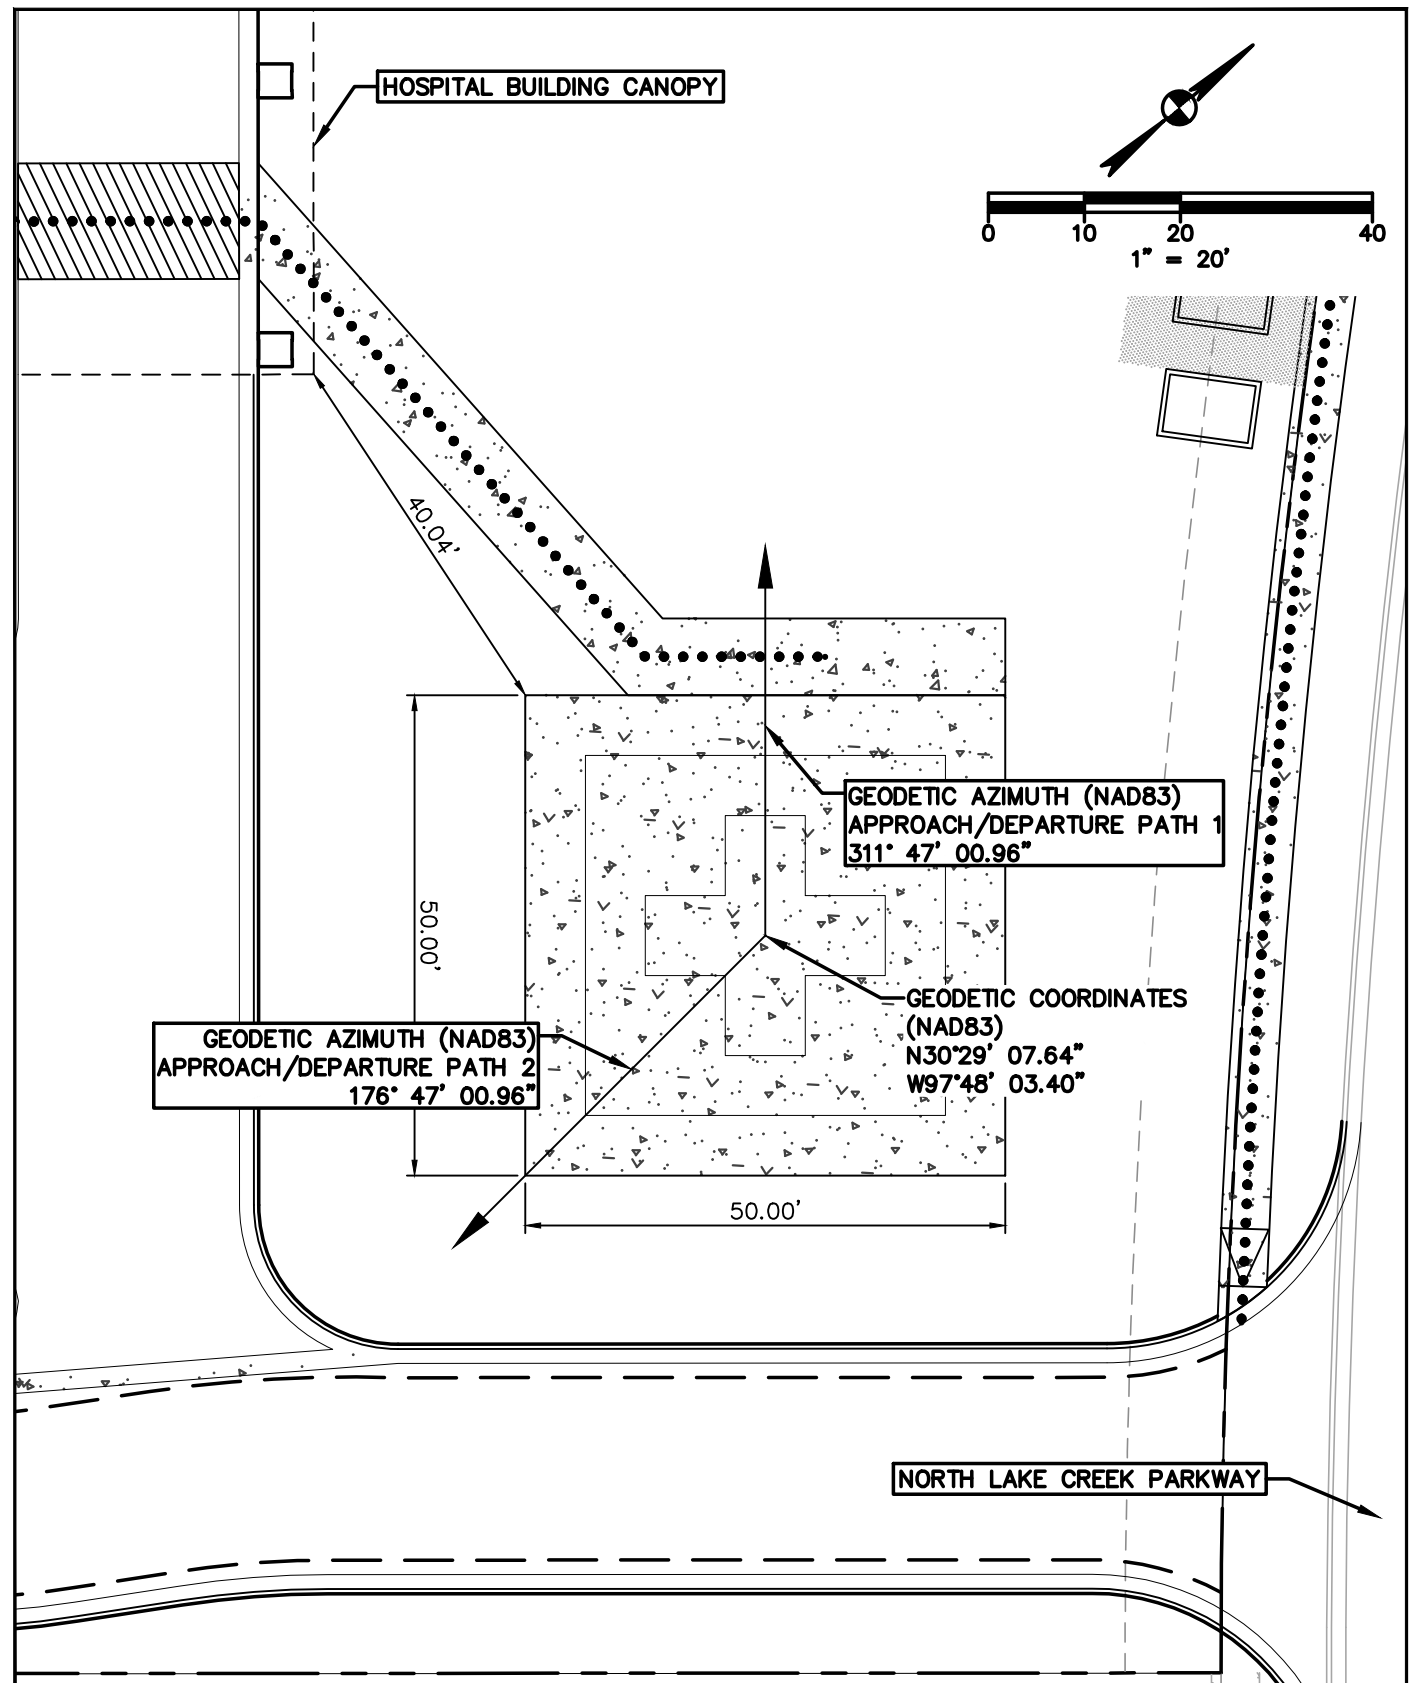 HOSPITAL BUILDING CANOPY
0 10 20 40
1" = 20'
40.04'
GEODETIC AZIMUTH (NAD83)
APPROACH/DEPARTURE PATH 1
311° 47' 00.96"
50.00'
GEODETIC COORDINATES
(NAD83)
N30°29' 07.64"
W97°48' 03.40"
GEODETIC AZIMUTH (NAD83)
APPROACH/DEPARTURE PATH 2
176° 47' 00.96"
50.00'
NORTH LAKE CREEK PARKWAY